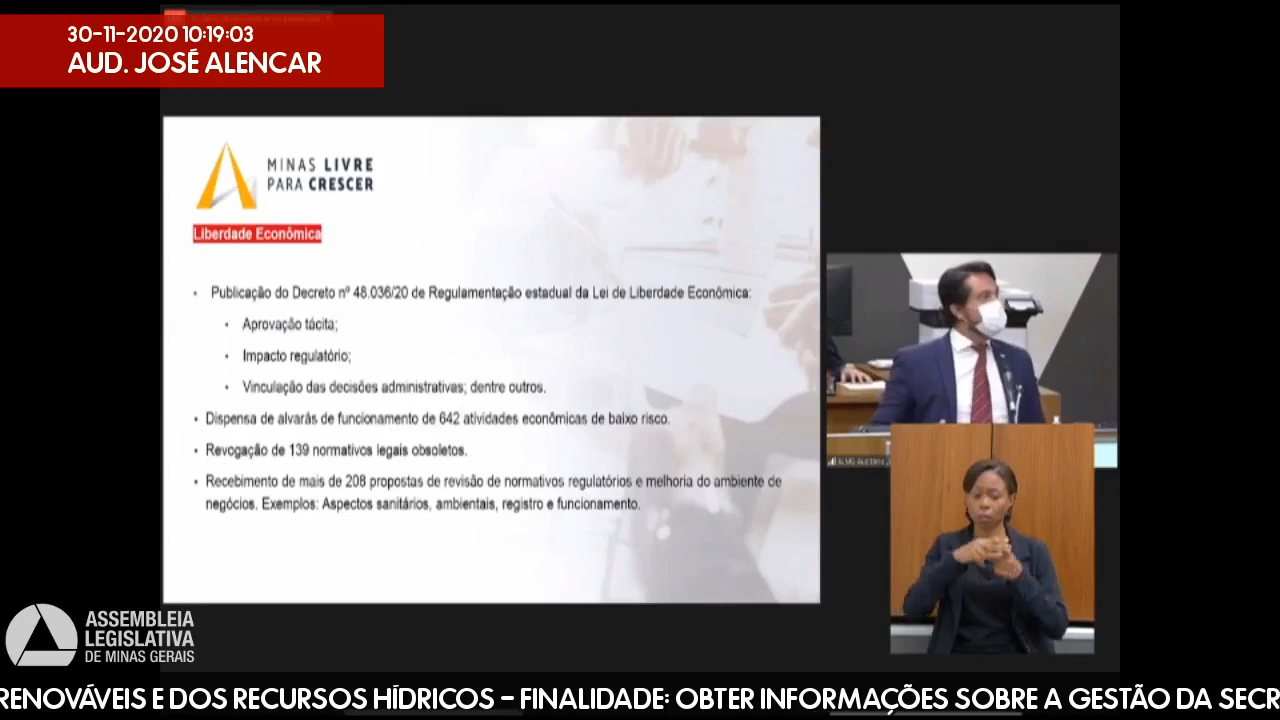 30-11-2020 10:19:03
AUD. JOSÉ ALENCAR
MINAS LIVRE
PARA CRESCER
Liberdade Econômica
• Publicação do Decreto nº 48.036/20 de Regulamentação estadual da Lei de Liberdade Econômica:
• Aprovação tácita;
• Impacto regulatório;
• Vinculação das decisões administrativas; dentre outros.
• Dispensa de alvarás de funcionamento de 642 atividades econômicas de baixo risco.
• Revogação de 139 normativos legais obsoletos.
• Recebimento de mais de 208 propostas de revisão de normativos regulatórios e melhoria do ambiente de
negócios. Exemplos: Aspectos sanitários, ambientais, registro e funcionamento.
ALMG Auditório
ASSEMBLEIA
LEGISLATIVA
DE MINAS GERAIS
RENOVÁVEIS E DOS RECURSOS HÍDRICOS – FINALIDADE: OBTER INFORMAÇÕES SOBRE A GESTÃO DA SECR